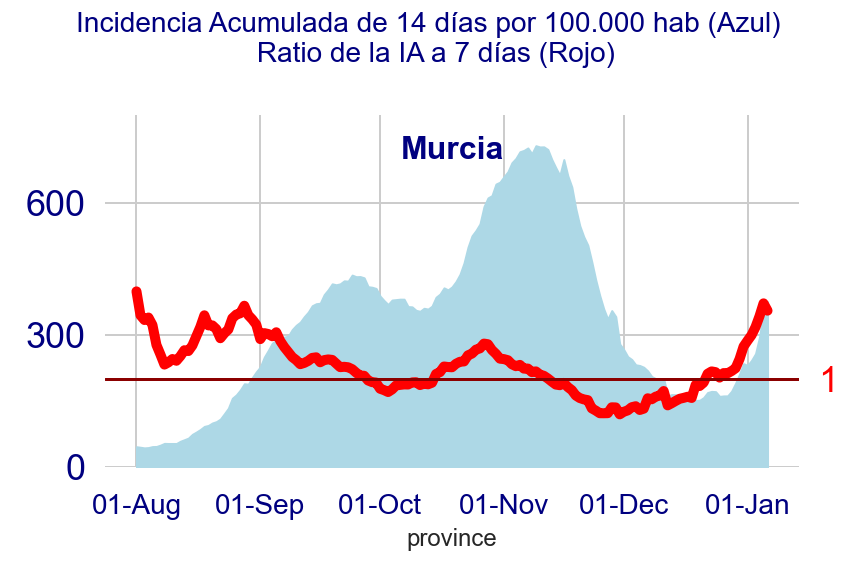 Incidencia Acumulada de 14 días por 100.000 hab (Azul)
Ratio de la IA a 7 días (Rojo)
Murcia
600
300
1
0
01-Aug 01-Sep 01-Oct 01-Nov 01-Dec 01-Jan
province